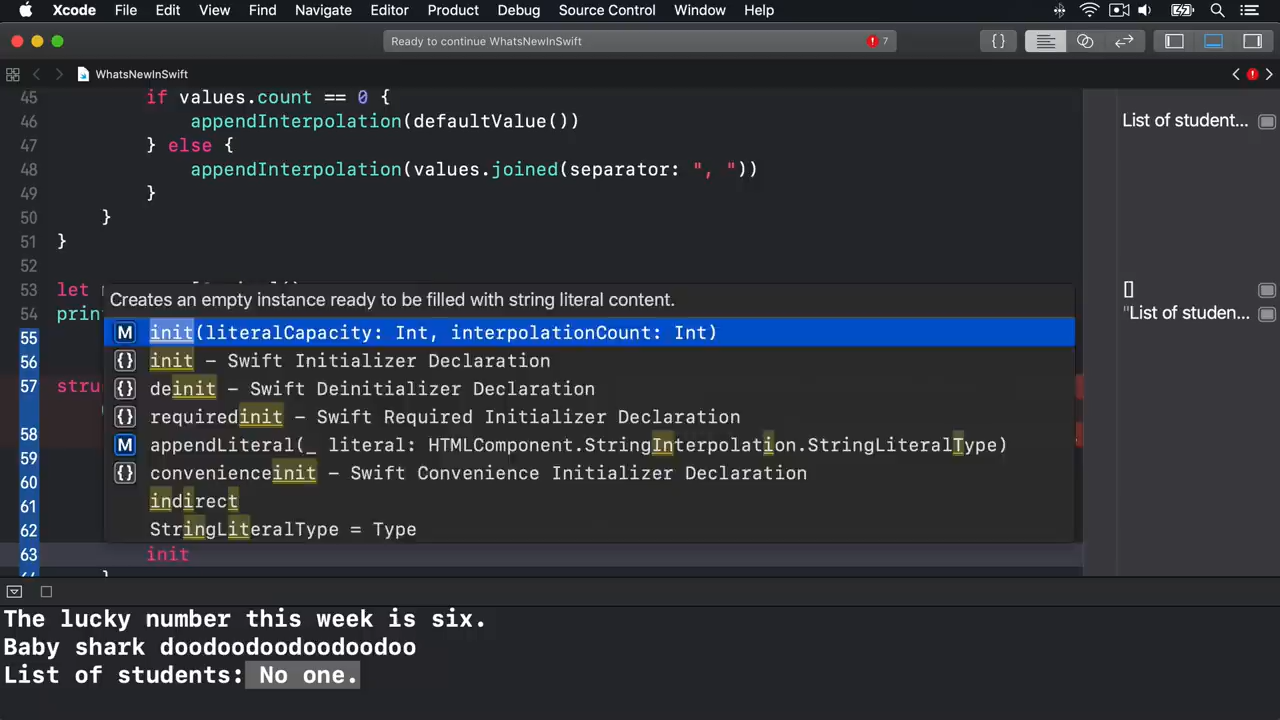 Xcode File Edit View Find Navigate Editor Product Debug Source Control Window Help
Ready to continue WhatsNewInSwift 7
WhatsNewInSwift
45 if values.count == 0 {
46 appendInterpolation(defaultValue())
47 } else {
48 appendInterpolation(values.joined(separator: ", "))
49 }
50 }
51 }
52
53 let
54 prin
55
56
57 stru
58
59
60
61
62
63 init
}
List of student...
[]
"List of studen...
Creates an empty instance ready to be filled with string literal content.
M init(literalCapacity: Int, interpolationCount: Int)
{} init – Swift Initializer Declaration
{} deinit – Swift Deinitializer Declaration
{} requiredinit – Swift Required Initializer Declaration
M appendLiteral(_ literal: HTMLComponent.StringInterpolation.StringLiteralType)
{} convenienceinit – Swift Convenience Initializer Declaration
indirect
StringLiteralType = Type
The lucky number this week is six.
Baby shark doodoodoodoodoodoo
List of students: No one.